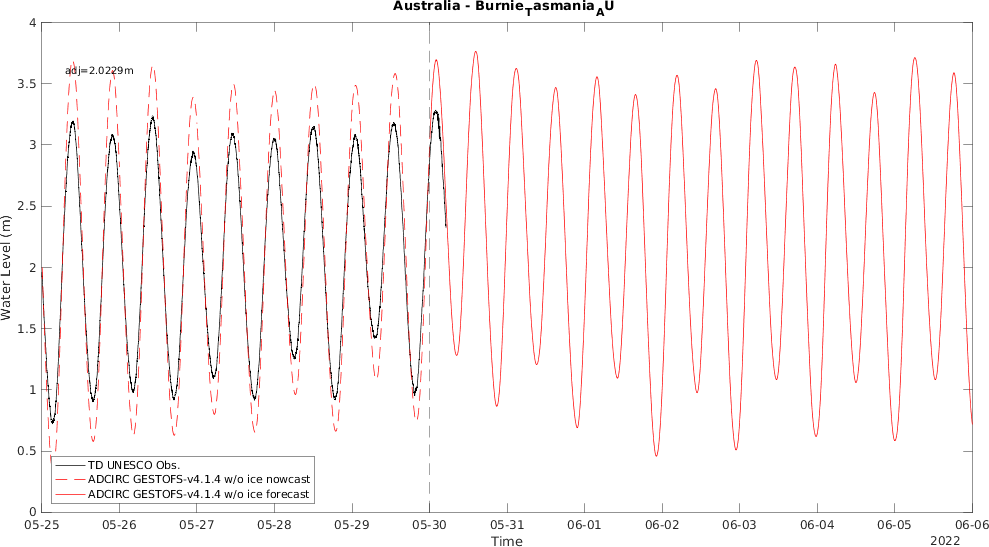 Australia - BurnieTasmaniaAU
adj=2.0229m
4
3.5
3
2.5
2
1.5
1
0.5
0
Water Level (m)
TD UNESCO Obs.
ADCIRC GESTOFS-v4.1.4 w/o ice nowcast
ADCIRC GESTOFS-v4.1.4 w/o ice forecast
05-25 05-26 05-27 05-28 05-29 05-30 05-31 06-01 06-02 06-03 06-04 06-05 06-06
Time
2022